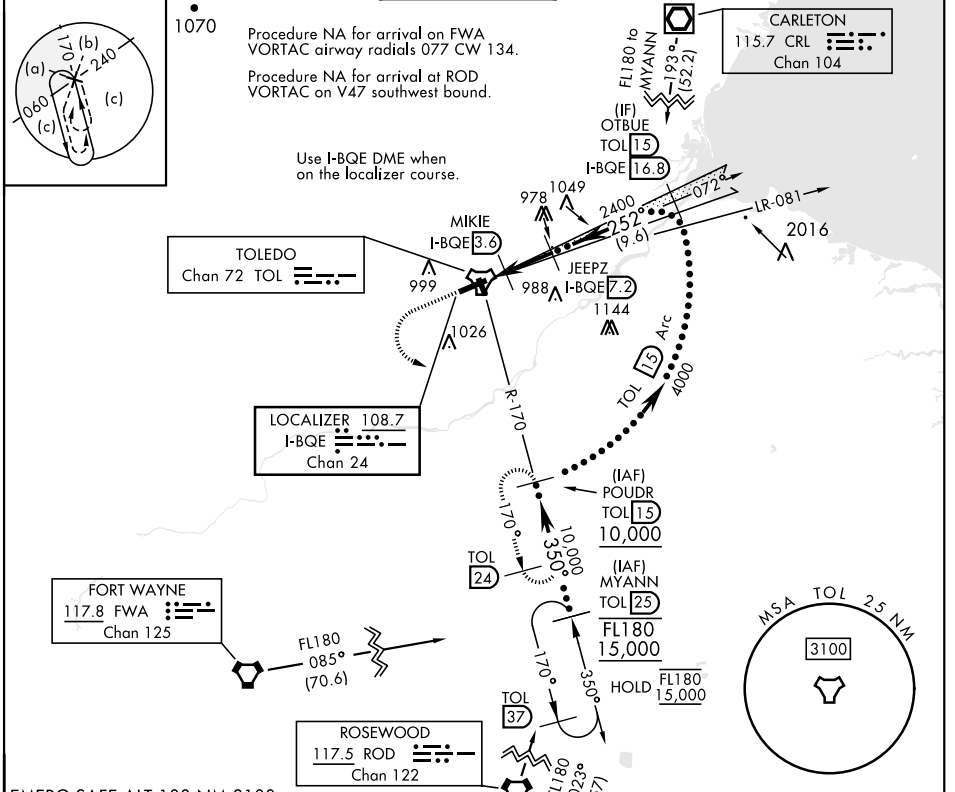 1070
Procedure NA for arrival on FWA
VORTAC airway radials 077 CW 134.
Procedure NA for arrival at ROD
VORTAC on V47 southwest bound.
Use I-BQE DME when
on the localizer course.
170
(b)
240
(a)
060
(c)
(c)
CARLETON
115.7 CRL
Chan 104
FL180 to
MYANN
193°
(52.2)
(IF)
OTBUE
TOL 15
I-BQE 16.8
978
1049
2400
252°
(9.6)
072°
LR-081
2016
MIKIE
I-BQE 3.6
JEEPZ
I-BQE 7.2
988
1144
TOLEDO
Chan 72 TOL
999
1026
TOL 15 Arc
4000
R-170
LOCALIZER 108.7
I-BQE
Chan 24
(IAF)
POUDR
TOL 15
10,000
170°
10,000
350°
TOL
24
(IAF)
MYANN
TOL 25
FL180
15,000
HOLD FL180
15,000
170°
350°
TOL
37
FORT WAYNE
117.8 FWA
Chan 125
FL180
085°
(70.6)
ROSEWOOD
117.5 ROD
Chan 122
FL180
023°
MSA TOL 25 NM
3100